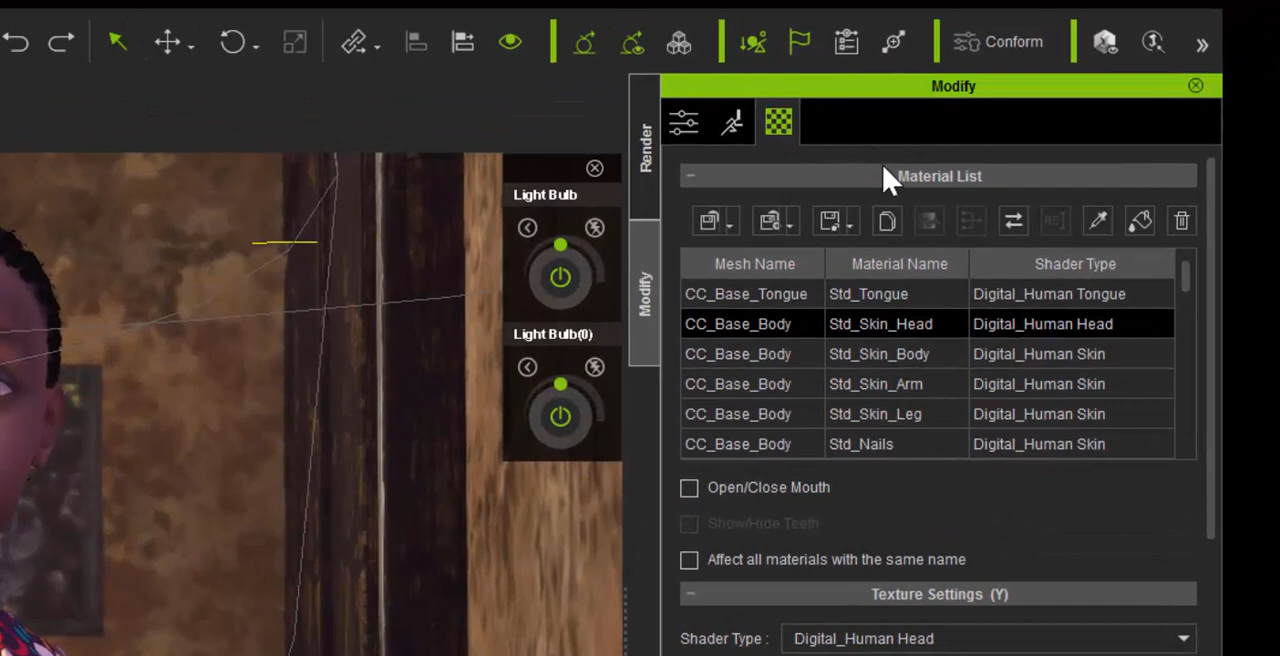 Conform
Modify
Render
Modify
Light Bulb
Light Bulb(0)
Material List
Mesh Name Material Name Shader Type
CC_Base_Tongue Std_Tongue Digital_Human Tongue
CC_Base_Body Std_Skin_Head Digital_Human Head
CC_Base_Body Std_Skin_Body Digital_Human Skin
CC_Base_Body Std_Skin_Arm Digital_Human Skin
CC_Base_Body Std_Skin_Leg Digital_Human Skin
CC_Base_Body Std_Nails Digital_Human Skin
Open/Close Mouth
Show/Hide Teeth
Affect all materials with the same name
Texture Settings (Y)
Shader Type : Digital_Human Head